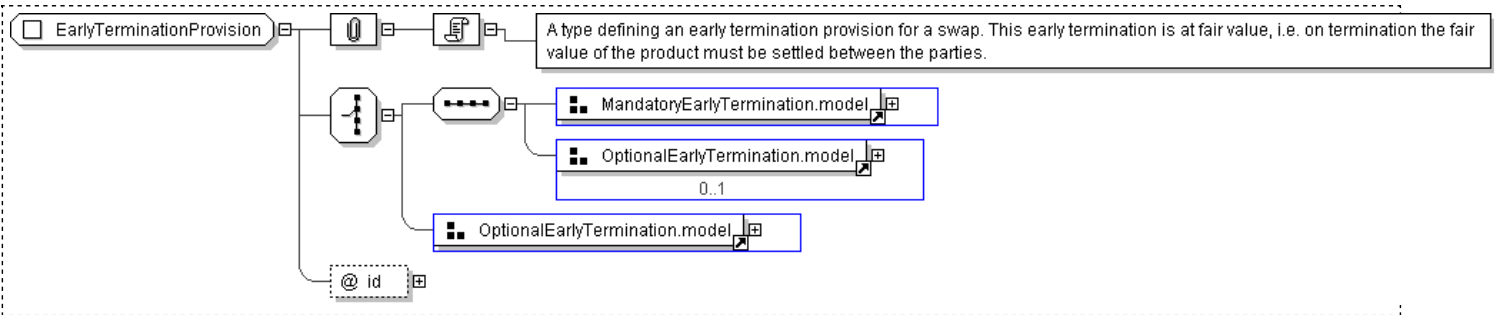 EarlyTerminationProvision
A type defining an early termination provision for a swap. This early termination is at fair value, i.e. on termination the fair
value of the product must be settled between the parties.
MandatoryEarlyTermination.model
OptionalEarlyTermination.model
0..1
OptionalEarlyTermination.model
@ id